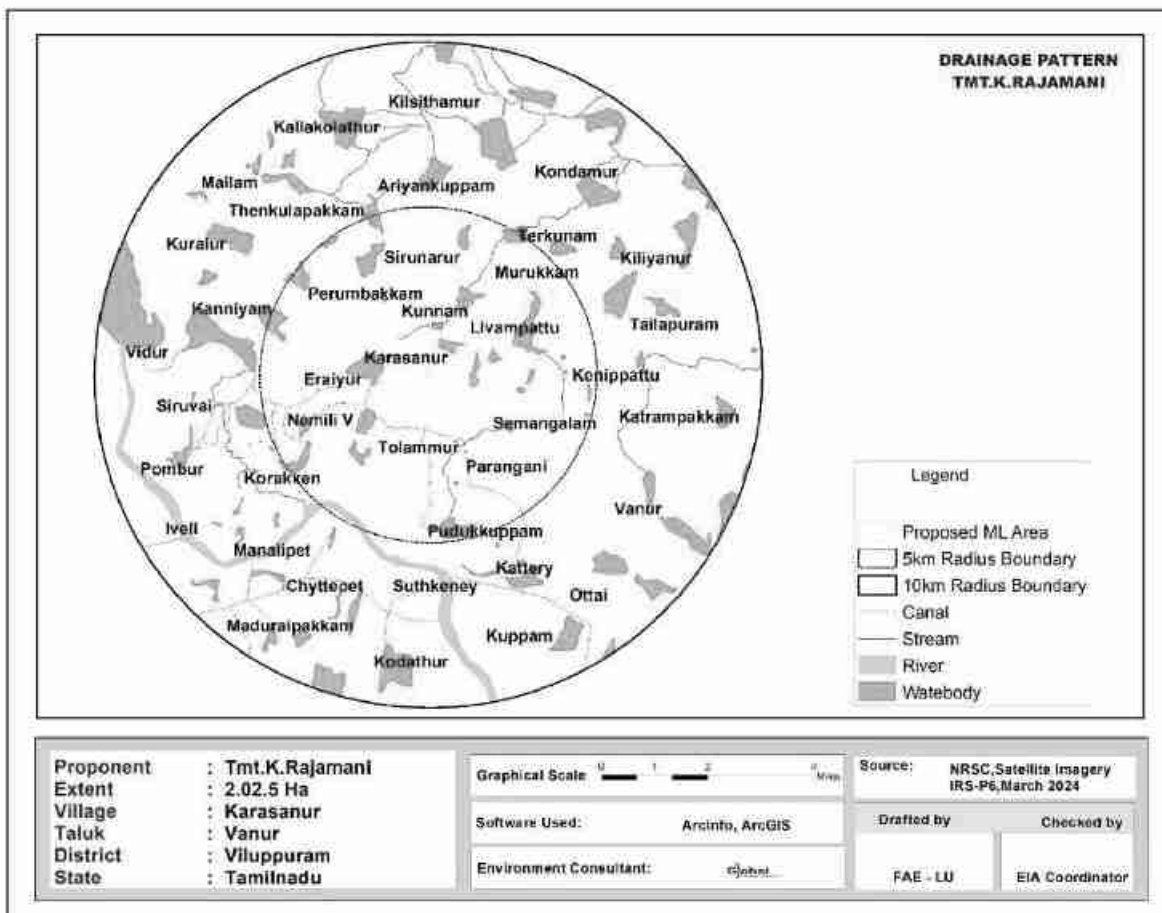 DRAINAGE PATTERN
TMT.K.RAJAMANI
Kilsithamur
Kallakolathur
Kondamur
Mailam
Ariyankuppam
Thenkulapakkam
Terkunam
Kuralur
Sirunarur
Kiliyanur
Murukkam
Perumbakkam
Kanniyam
Kunnam
Livampattu
Tailapuram
Vidur
Karasanur
Eraiyur
Kenippattu
Siruvai
Nemili V
Katrampakkam
Semangalam
Tolammur
Pombur
Parangani
Korakken
Vanur
Iveli
Pudukkuppam
Manalipet
Kattery
Chyttepet
Suthkeney
Ottai
Maduraipakkam
Kuppam
Kodathur
Legend
Proposed ML Area
5km Radius Boundary
10km Radius Boundary
Canal
Stream
River
Watebody
Proponent : Tmt.K.Rajamani
Extent : 2.02.5 Ha
Village : Karasanur
Taluk : Vanur
District : Viluppuram
State : Tamilnadu
Graphical Scale 0 1 2
Software Used: Arcinfo, ArcGIS
Environment Consultant:
Source: NRSC,Satellite Imagery
IRS-P6,March 2024
Drafted by Checked by
FAE - LU EIA Coordinator